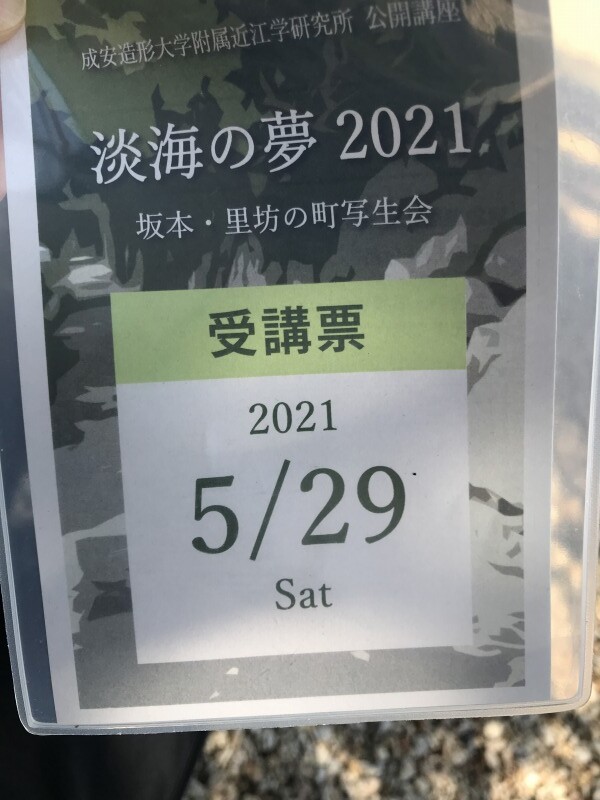 成安造形大学附属近江学研究所 公開講座
淡海の夢 2021
坂本・里坊の町写生会
受講票
2021
5/29
Sat